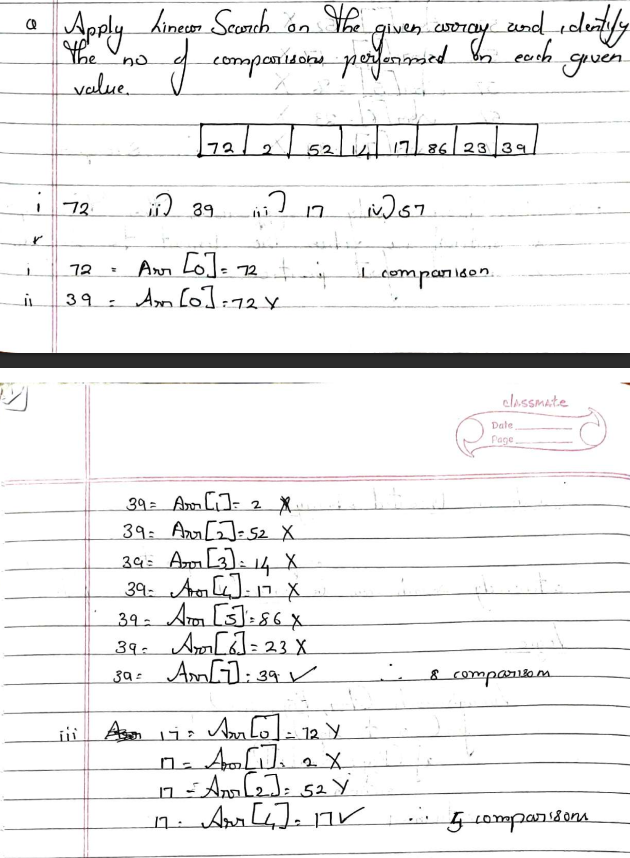 Q Apply Linear Search on the given array and identify
the no of comparisons performed on each given
value.
72 2 52 14 17 86 23 39
i 72 ii) 39 iii) 17 iv) 57
r
i 72 = Arr [0] = 72 ∴ 1 comparison
ii 39 = Arr [0] = 72 X
classmate
Date
Page
39 = Arr [1] = 2 X
39 = Arr [2] = 52 X
39 = Arr [3] = 14 X
39 = Arr [4] = 17 X
39 = Arr [5] = 86 X
39 = Arr [6] = 23 X
39 = Arr [7] = 39 ✓ ∴ 8 comparison
iii 17 = Arr [0] = 72 X
17 = Arr [1] = 2 X
17 = Arr [2] = 52 X
17 = Arr [4] = 17 ✓ ∴ 5 comparisons